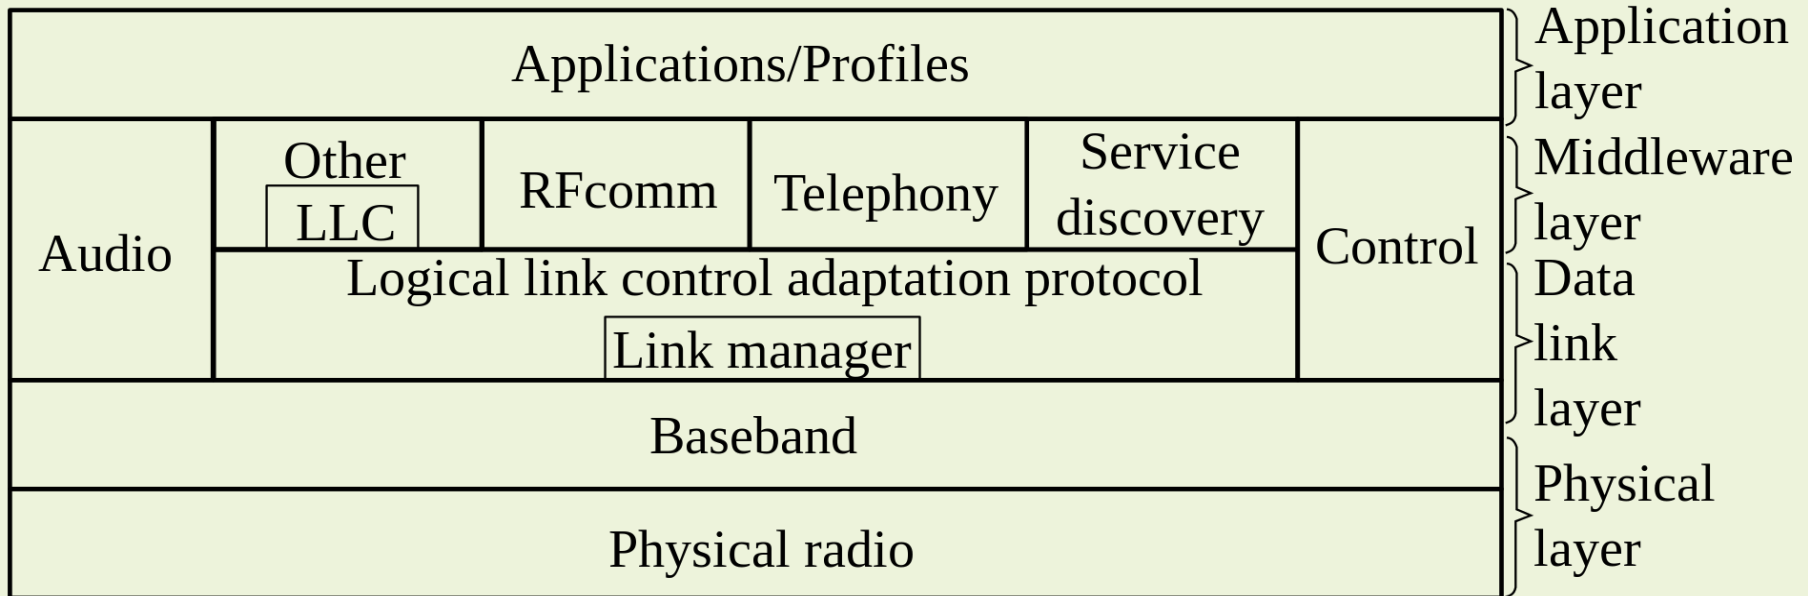 Applications/Profiles
Application
layer
Audio
Other
LLC
RFcomm
Telephony
Service
discovery
Control
Middleware
layer
Logical link control adaptation protocol
Link manager
Data
link
layer
Baseband
Physical radio
Physical
layer